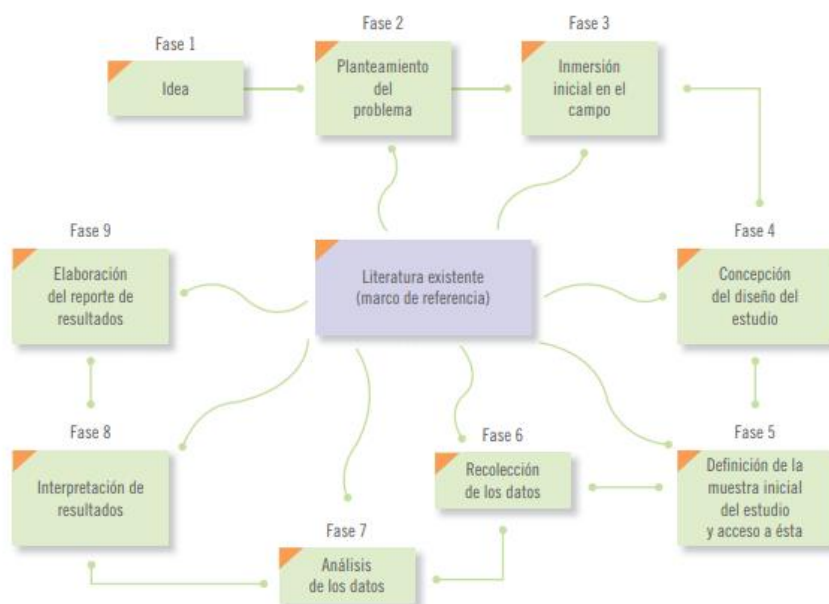 Fase 1
Idea
Fase 2
Planteamiento
del
problema
Fase 3
Inmersión
inicial en el
campo
Fase 4
Concepción
del diseño del
estudio
Fase 5
Definición de la
muestra inicial
del estudio
y acceso a ésta
Fase 6
Recolección
de los datos
Fase 7
Análisis
de los datos
Fase 8
Interpretación de
resultados
Fase 9
Elaboración
del reporte de
resultados
Literatura existente
(marco de referencia)